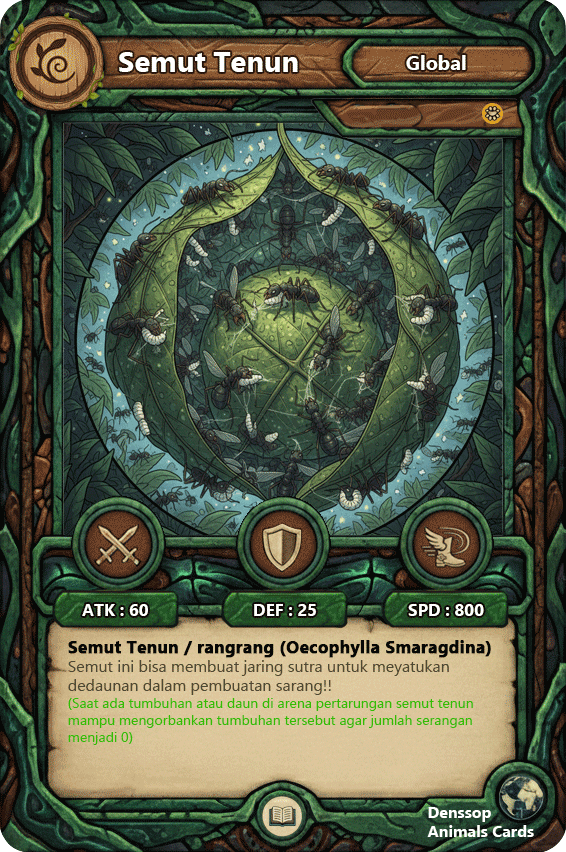 Semut Tenun
Global
ATK : 60
DEF : 25
SPD : 800
Semut Tenun / rangrang (Oecophylla Smaragdina)
Semut ini bisa membuat jaring sutra untuk meyatukan
dedaunan dalam pembuatan sarang!!
(Saat ada tumbuhan atau daun di arena pertarungan semut tenun
mampu mengorbankan tumbuhan tersebut agar jumlah serangan
menjadi 0)
Denssop
Animals Cards